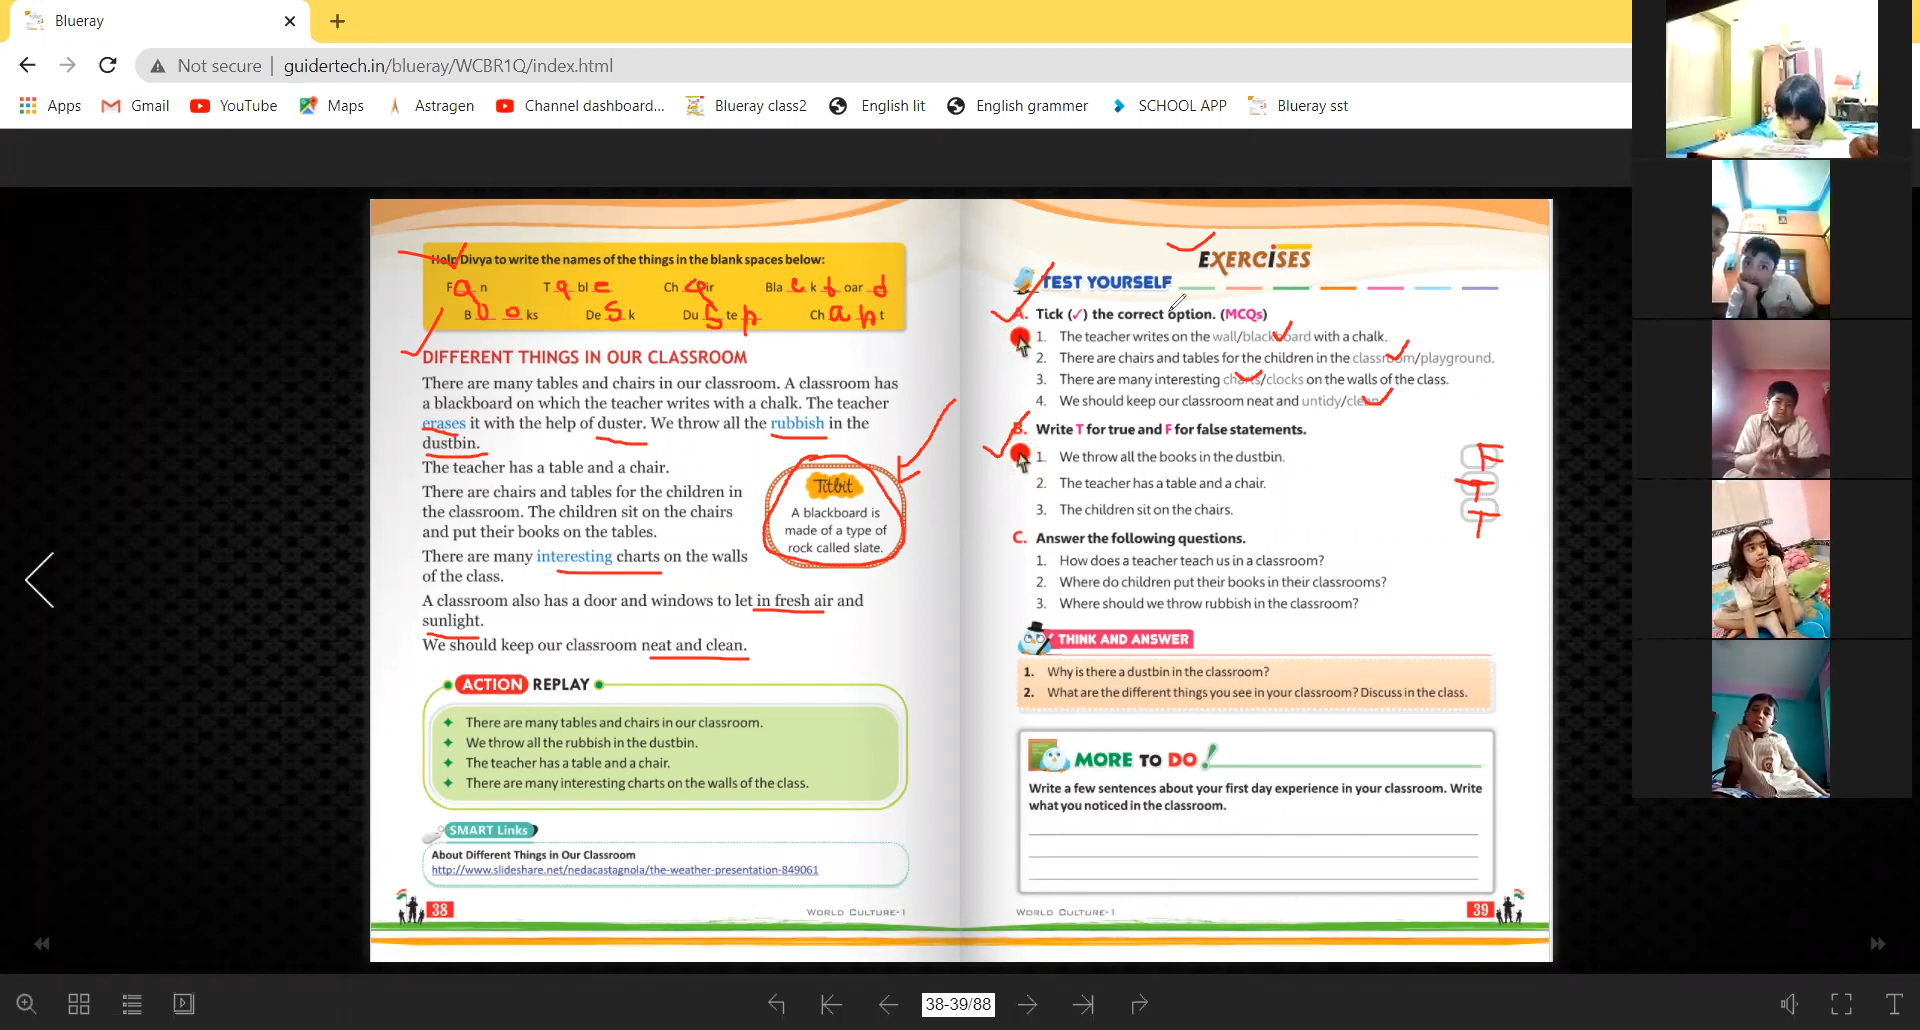 Blueray
Not secure | guidertech.in/blueray/WCBR1Q/index.html
Apps Gmail YouTube Maps Astragen Channel dashboard... Blueray class2 English lit English grammer SCHOOL APP Blueray sst
Help Divya to write the names of the things in the blank spaces below:
F a n T a bl e Ch a ir Bla c k b oar d
B o o ks De s k Du s te r Ch a r t
DIFFERENT THINGS IN OUR CLASSROOM
There are many tables and chairs in our classroom. A classroom has
a blackboard on which the teacher writes with a chalk. The teacher
erases it with the help of duster. We throw all the rubbish in the
dustbin.
The teacher has a table and a chair.
There are chairs and tables for the children in
the classroom. The children sit on the chairs
and put their books on the tables.
There are many interesting charts on the walls
of the class.
Titbit
A blackboard is
made of a type of
rock called slate.
A classroom also has a door and windows to let in fresh air and
sunlight.
We should keep our classroom neat and clean.
ACTION REPLAY
There are many tables and chairs in our classroom.
We throw all the rubbish in the dustbin.
The teacher has a table and a chair.
There are many interesting charts on the walls of the class.
SMART Links
About Different Things in Our Classroom
http://www.slideshare.net/nedacastagnola/the-weather-presentation-849061
38
WORLD CULTURE-1
EXERCISES
TEST YOURSELF
A. Tick (✓) the correct option. (MCQs)
1. The teacher writes on the wall/blackboard with a chalk.
2. There are chairs and tables for the children in the classroom/playground.
3. There are many interesting charts/clocks on the walls of the class.
4. We should keep our classroom neat and untidy/clean.
B. Write T for true and F for false statements.
1. We throw all the books in the dustbin. F
2. The teacher has a table and a chair. T
3. The children sit on the chairs. T
C. Answer the following questions.
1. How does a teacher teach us in a classroom?
2. Where do children put their books in their classrooms?
3. Where should we throw rubbish in the classroom?
THINK AND ANSWER
1. Why is there a dustbin in the classroom?
2. What are the different things you see in your classroom? Discuss in the class.
MORE TO DO !
Write a few sentences about your first day experience in your classroom. Write
what you noticed in the classroom.
WORLD CULTURE-1
39
38-39/88